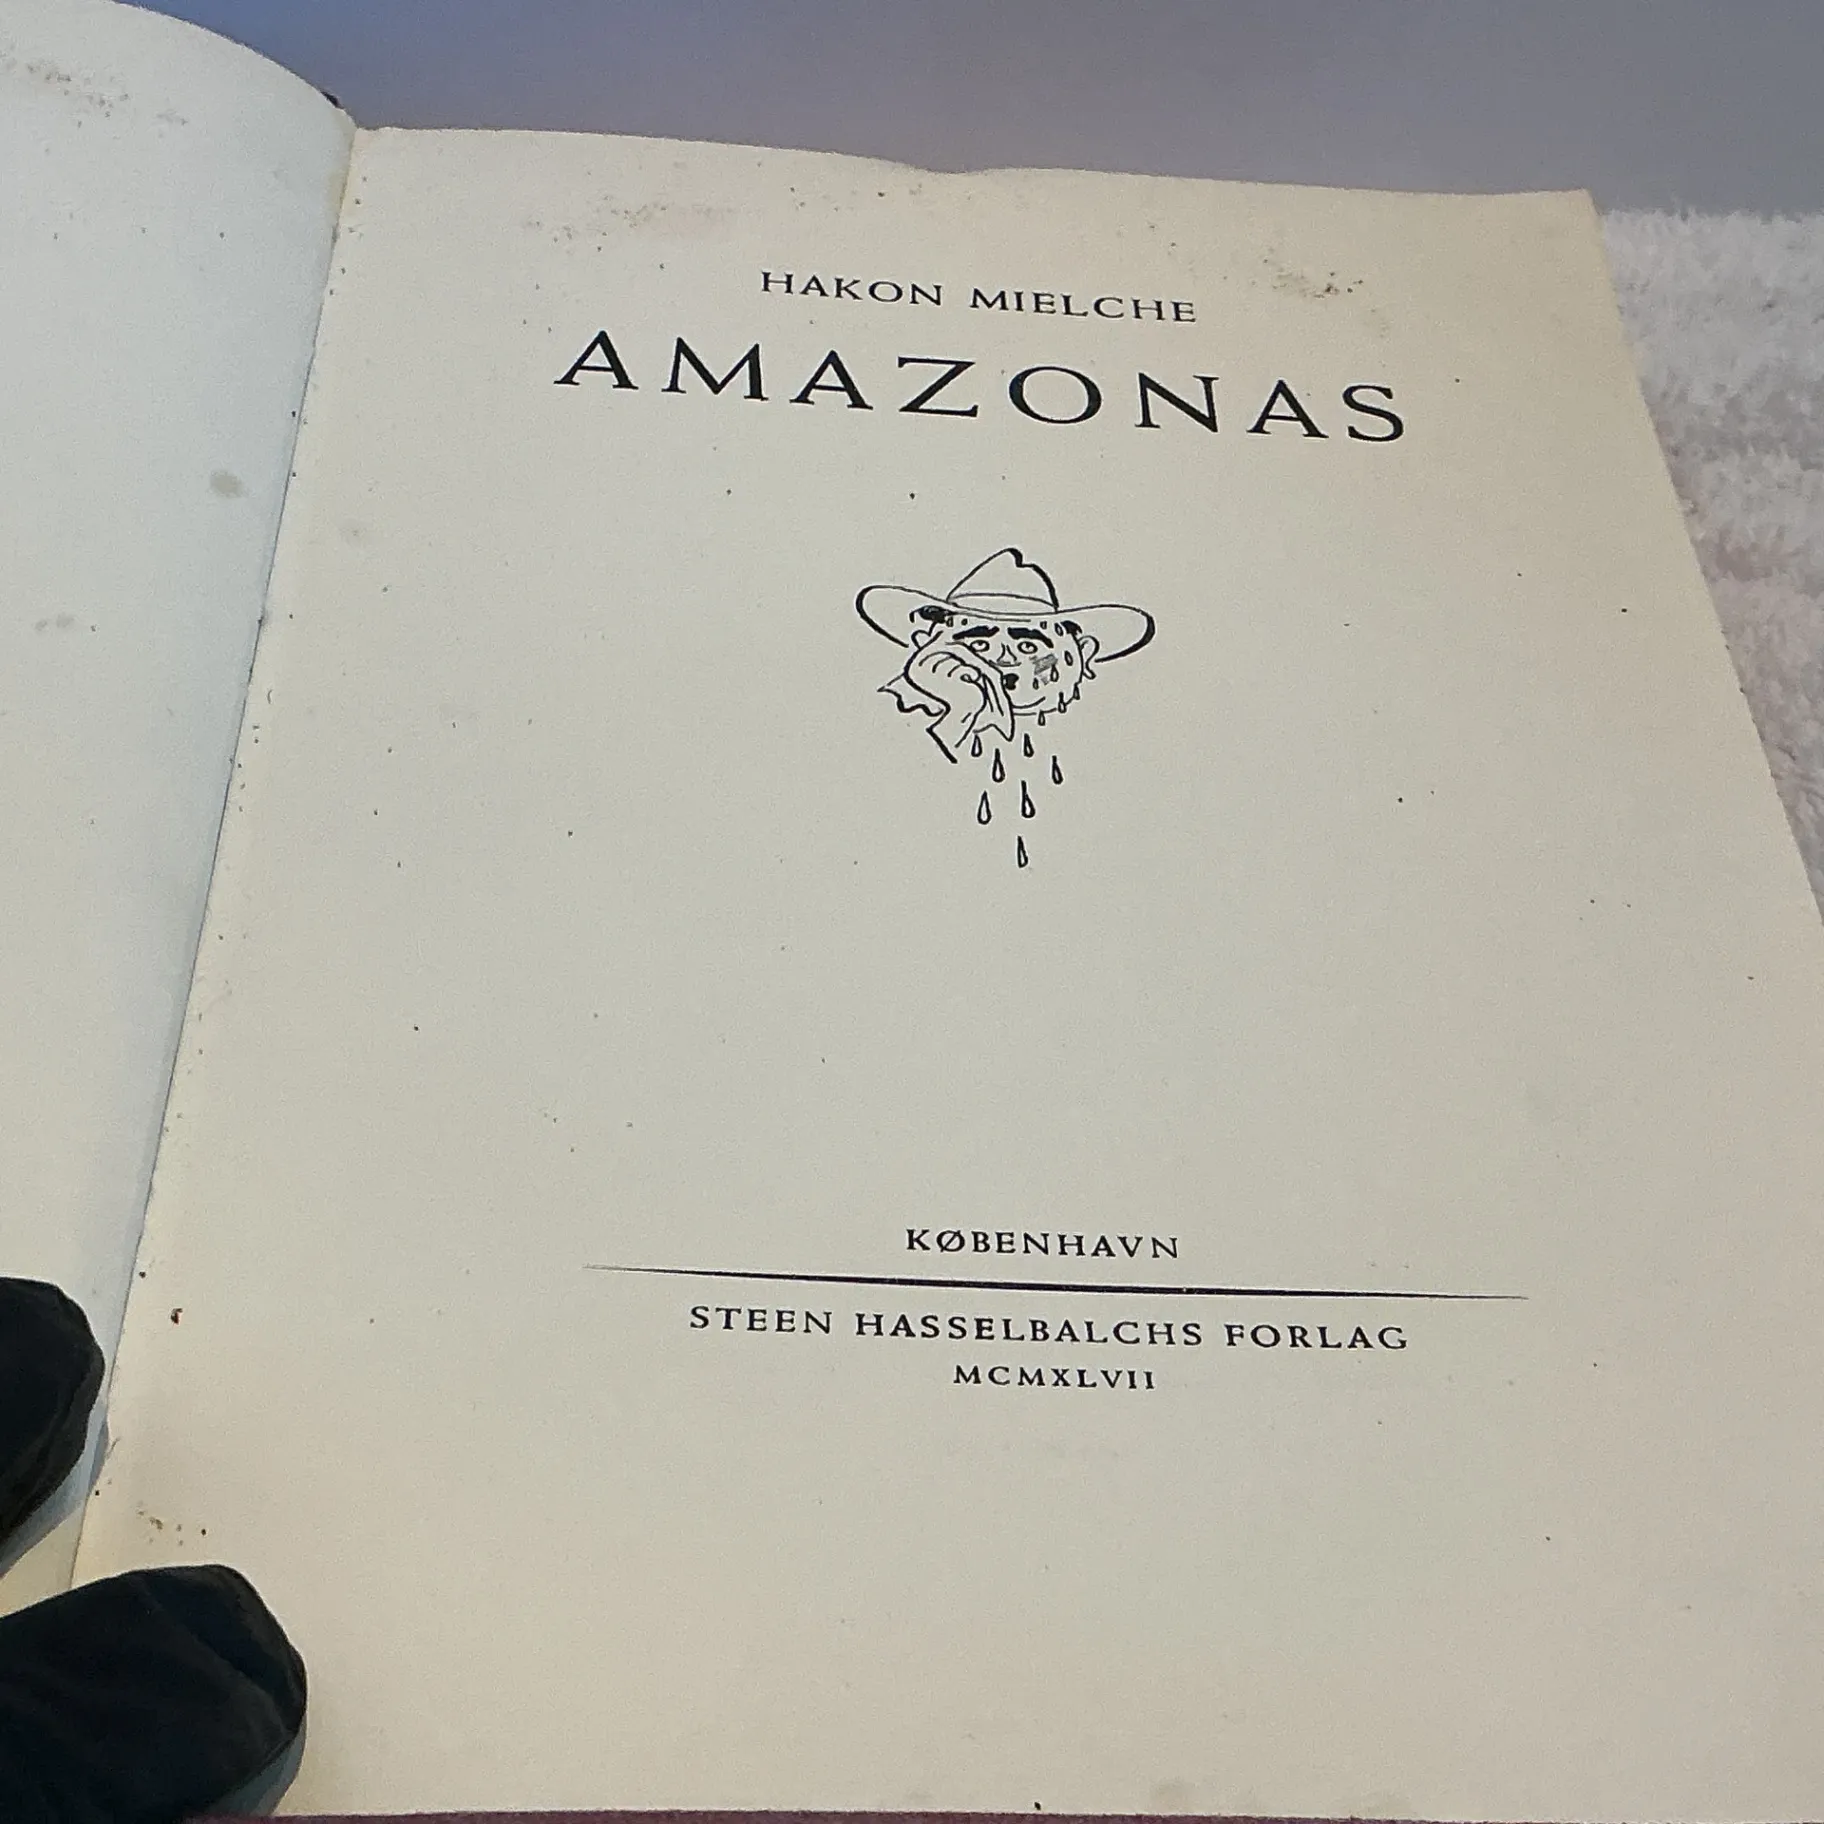 HAKON MIELCHE
AMAZONAS
KØBENHAVN
STEEN HASSELBALCHS FORLAG
MCMXLVII